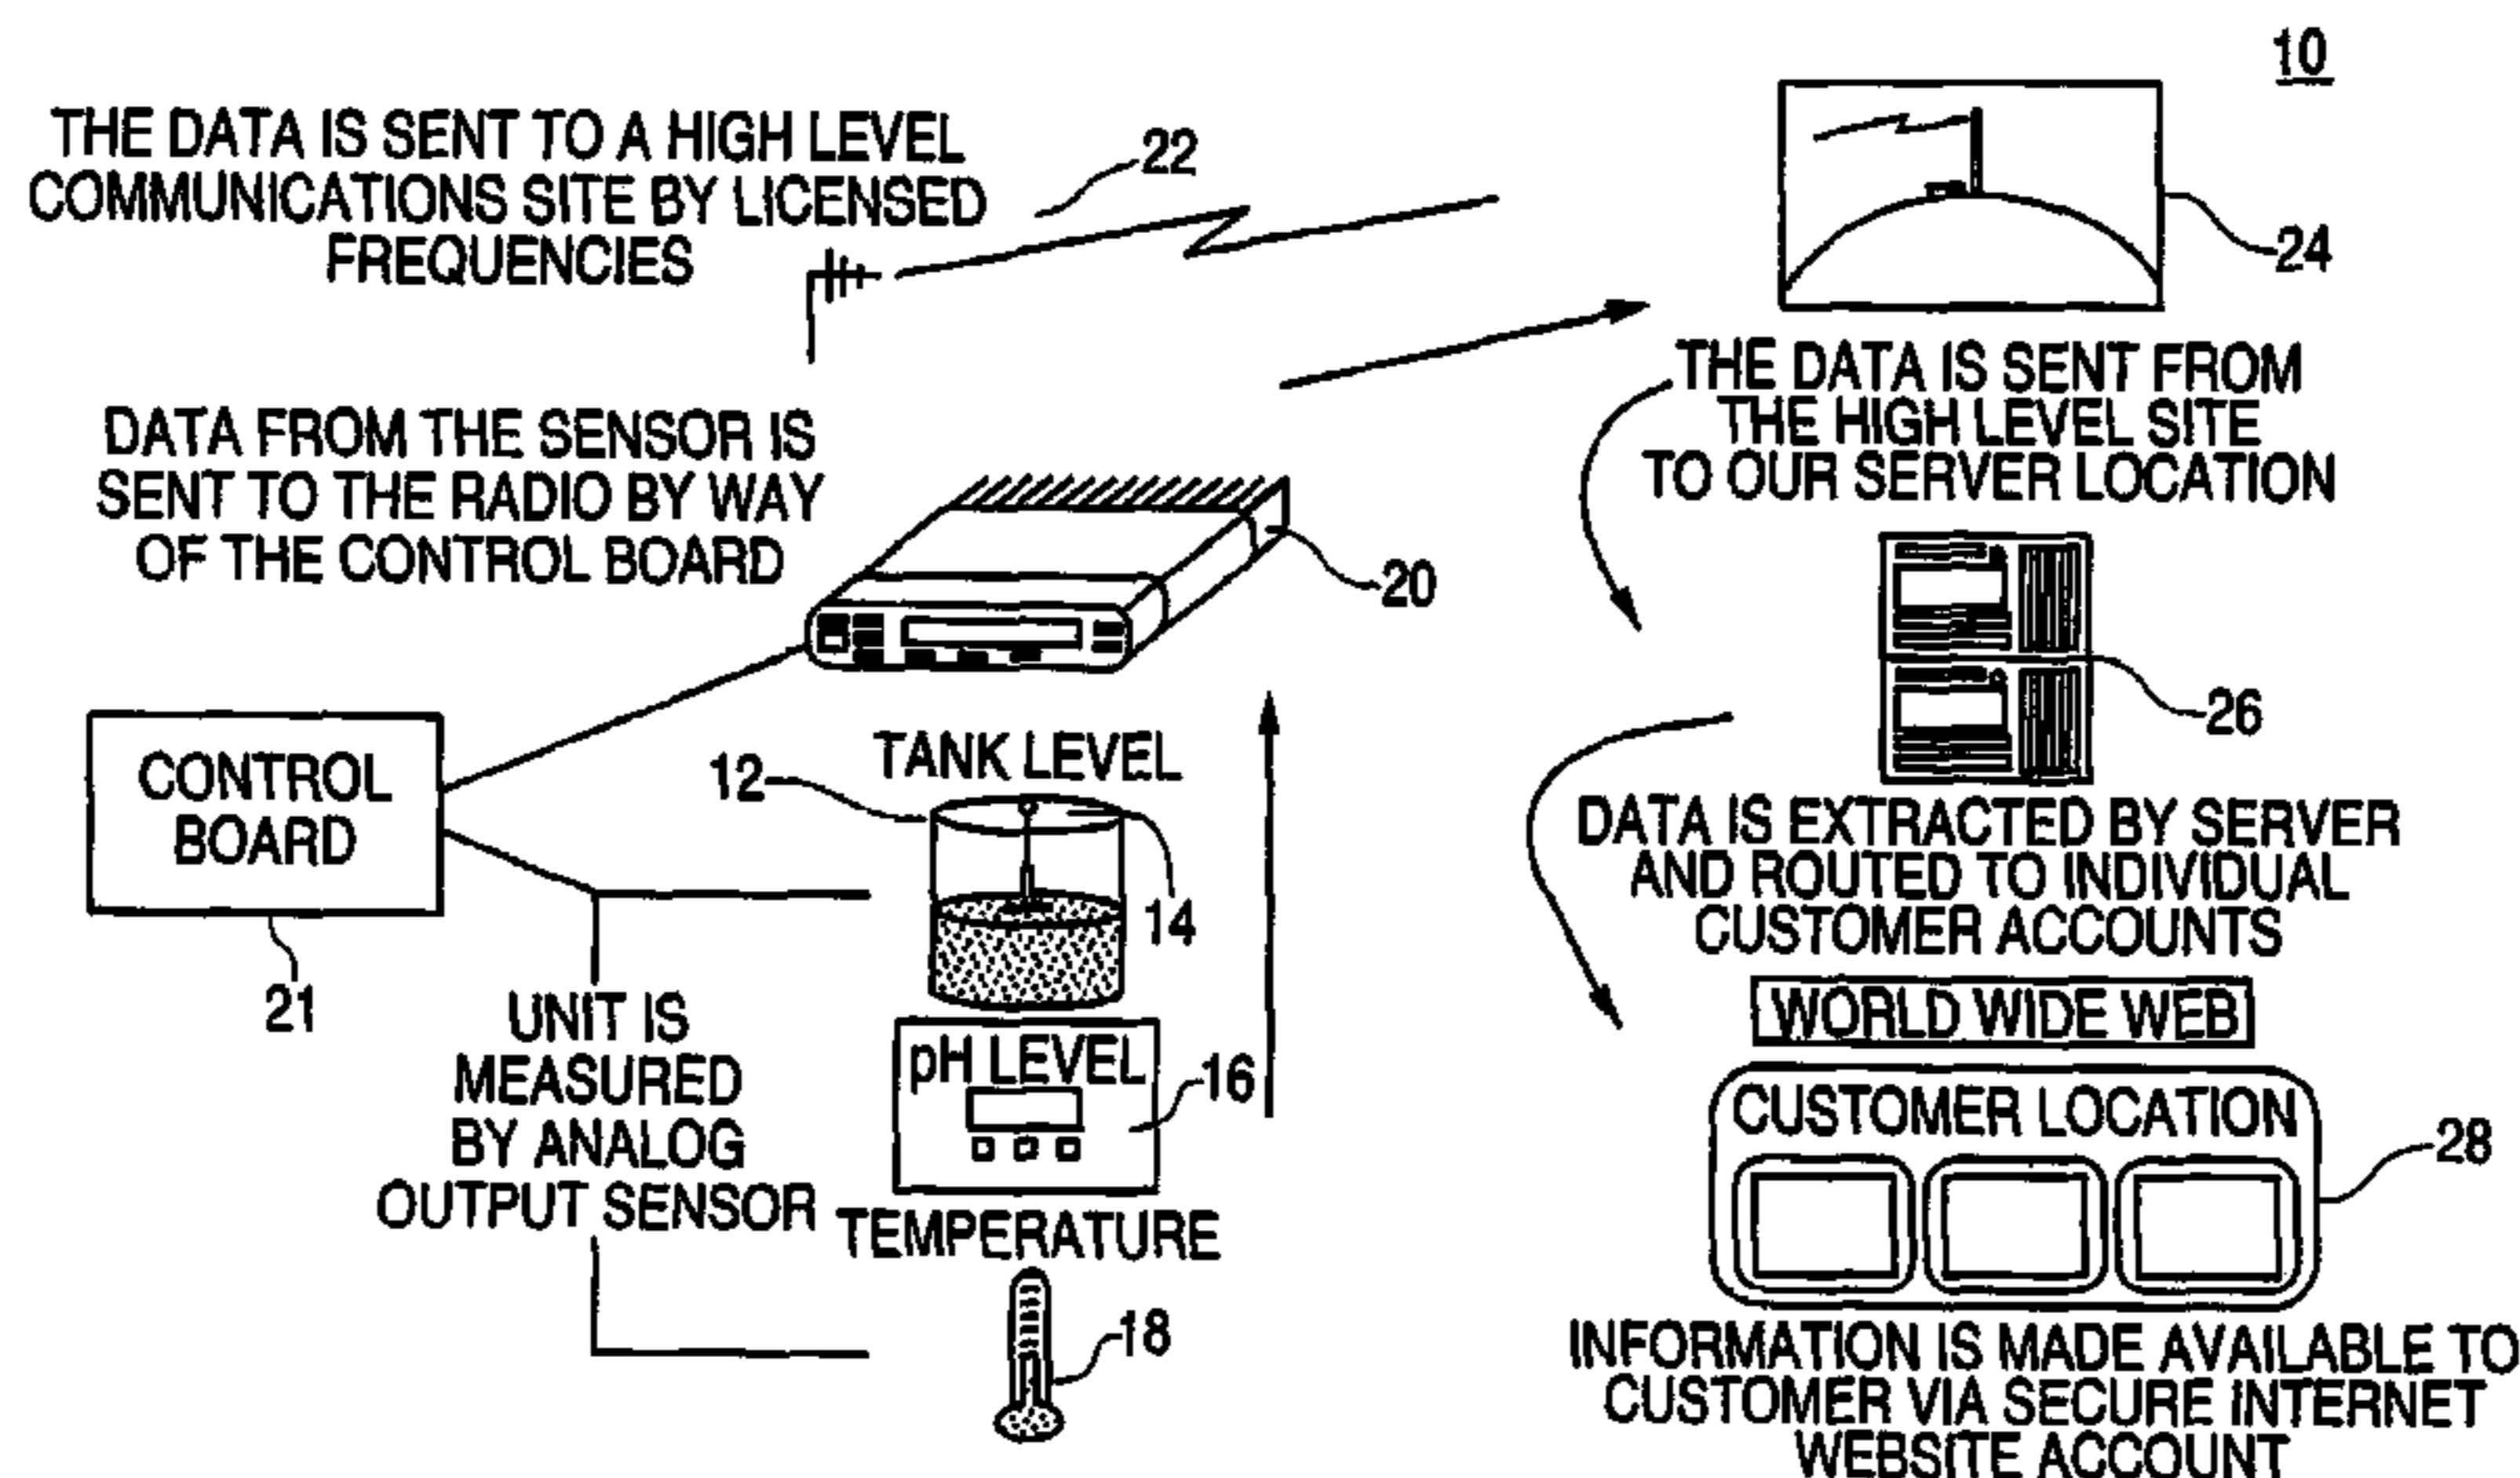 10
THE DATA IS SENT TO A HIGH LEVEL
COMMUNICATIONS SITE BY LICENSED
FREQUENCIES
22
24
THE DATA IS SENT FROM
THE HIGH LEVEL SITE
TO OUR SERVER LOCATION
DATA FROM THE SENSOR IS
SENT TO THE RADIO BY WAY
OF THE CONTROL BOARD
20
26
CONTROL
BOARD
21
TANK LEVEL
12
14
DATA IS EXTRACTED BY SERVER
AND ROUTED TO INDIVIDUAL
CUSTOMER ACCOUNTS
UNIT IS
MEASURED
BY ANALOG
OUTPUT SENSOR
pH LEVEL
16
TEMPERATURE
18
WORLD WIDE WEB
CUSTOMER LOCATION
28
INFORMATION IS MADE AVAILABLE TO
CUSTOMER VIA SECURE INTERNET
WEBSITE ACCOUNT